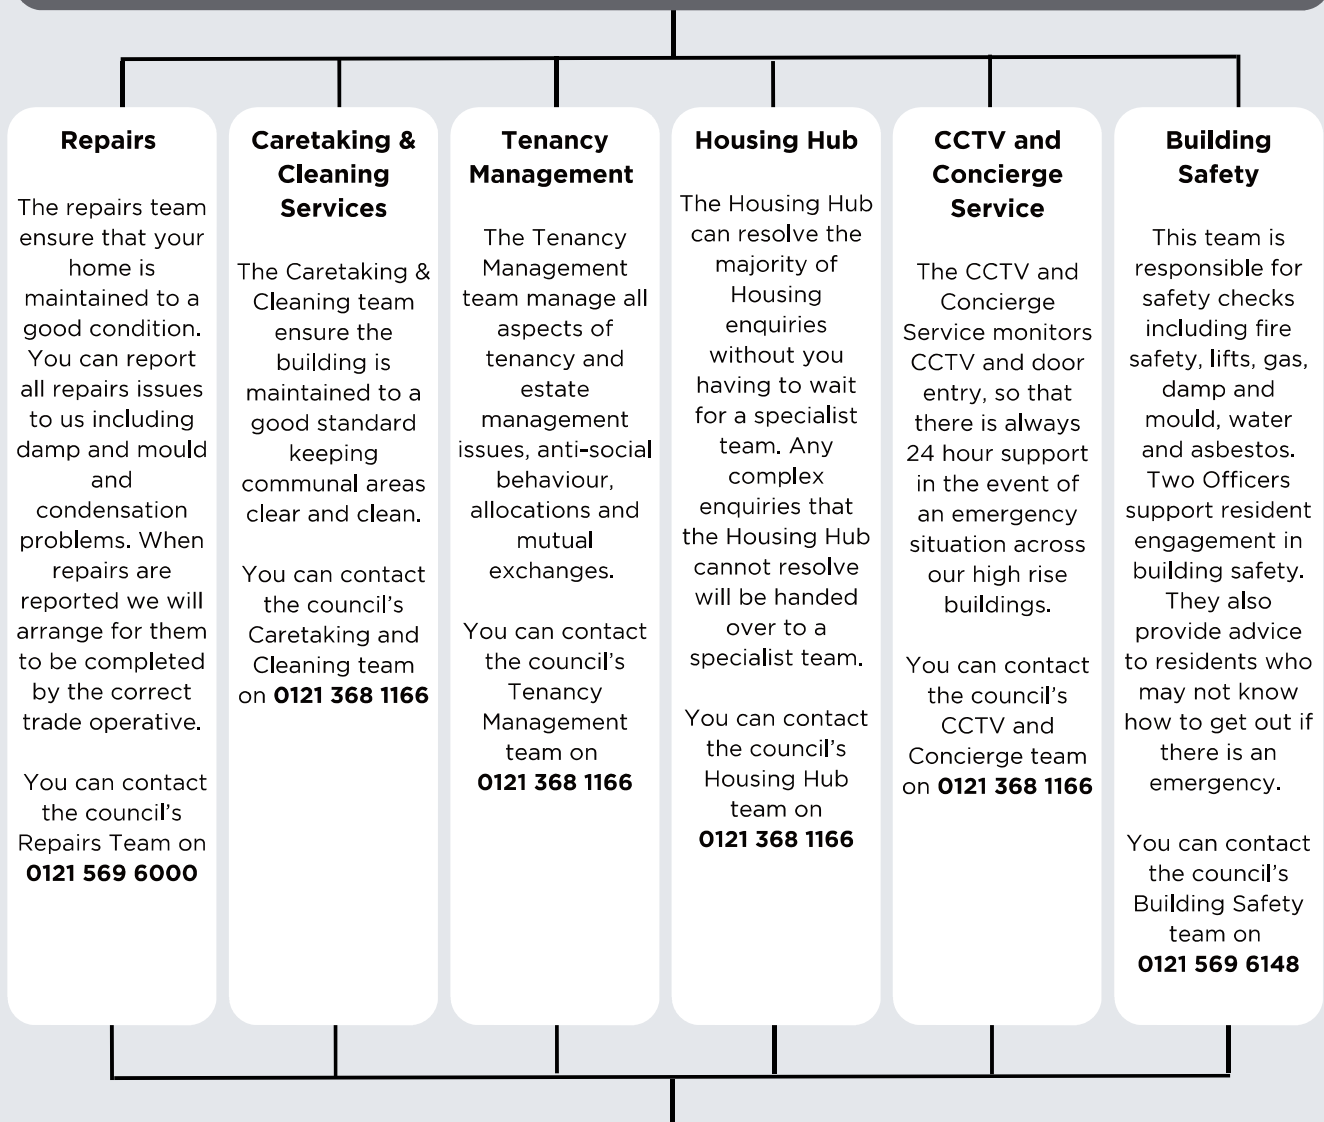 Repairs
The repairs team
ensure that your
home is
maintained to a
good condition.
You can report
all repairs issues
to us including
damp and mould
and
condensation
problems. When
repairs are
reported we will
arrange for them
to be completed
by the correct
trade operative.
You can contact
the council's
Repairs Team on
0121 569 6000
Caretaking &
Cleaning
Services
The Caretaking &
Cleaning team
ensure the
building is
maintained to a
good standard
keeping
communal areas
clear and clean.
You can contact
the council's
Caretaking and
Cleaning team
on 0121 368 1166
Tenancy
Management
The Tenancy
Management
team manage all
aspects of
tenancy and
estate
management
issues, anti-social
behaviour,
allocations and
mutual
exchanges.
You can contact
the council's
Tenancy
Management
team on
0121 368 1166
Housing Hub
The Housing Hub
can resolve the
majority of
Housing
enquiries
without you
having to wait
for a specialist
team. Any
complex
enquiries that
the Housing Hub
cannot resolve
will be handed
over to a
specialist team.
You can contact
the council's
Housing Hub
team on
0121 368 1166
CCTV and
Concierge
Service
The CCTV and
Concierge
Service monitors
CCTV and door
entry, so that
there is always
24 hour support
in the event of
an emergency
situation across
our high rise
buildings.
You can contact
the council's
CCTV and
Concierge team
on 0121 368 1166
Building
Safety
This team is
responsible for
safety checks
including fire
safety, lifts, gas,
damp and
mould, water
and asbestos.
Two Officers
support resident
engagement in
building safety.
They also
provide advice
to residents who
may not know
how to get out if
there is an
emergency.
You can contact
the council's
Building Safety
team on
0121 569 6148